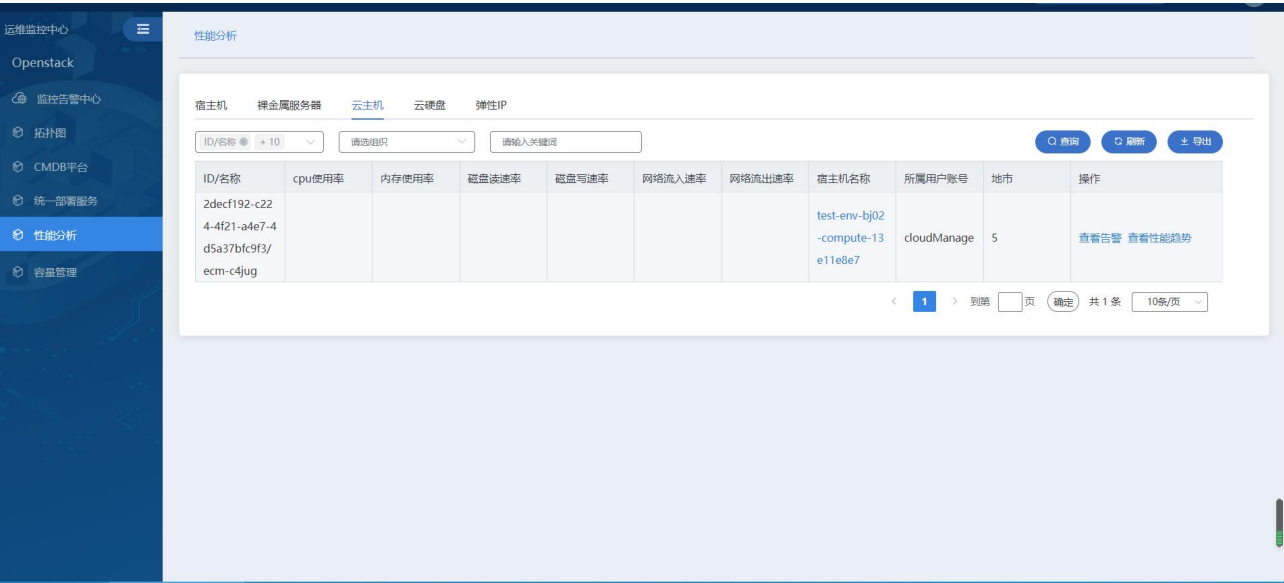 运维监控中心
Openstack
监控告警中心
拓扑图
CMDB平台
统一部署服务
性能分析
容量管理
性能分析
宿主机 裸金属服务器 云主机 云硬盘 弹性IP
ID/名称 + 10 请选组织 请输入关键词 查询 刷新 导出
ID/名称 cpu使用率 内存使用率 磁盘读速率 磁盘写速率 网络流入速率 网络流出速率 宿主机名称 所属用户账号 地市 操作
2decf192-c22
4-4f21-a4e7-4
d5a37bfc9f3/
ecm-c4jug
test-env-bj02
-compute-13
e11e8e7
cloudManage 5 查看告警 查看性能趋势
1 到第 页 确定 共 1 条 10条/页